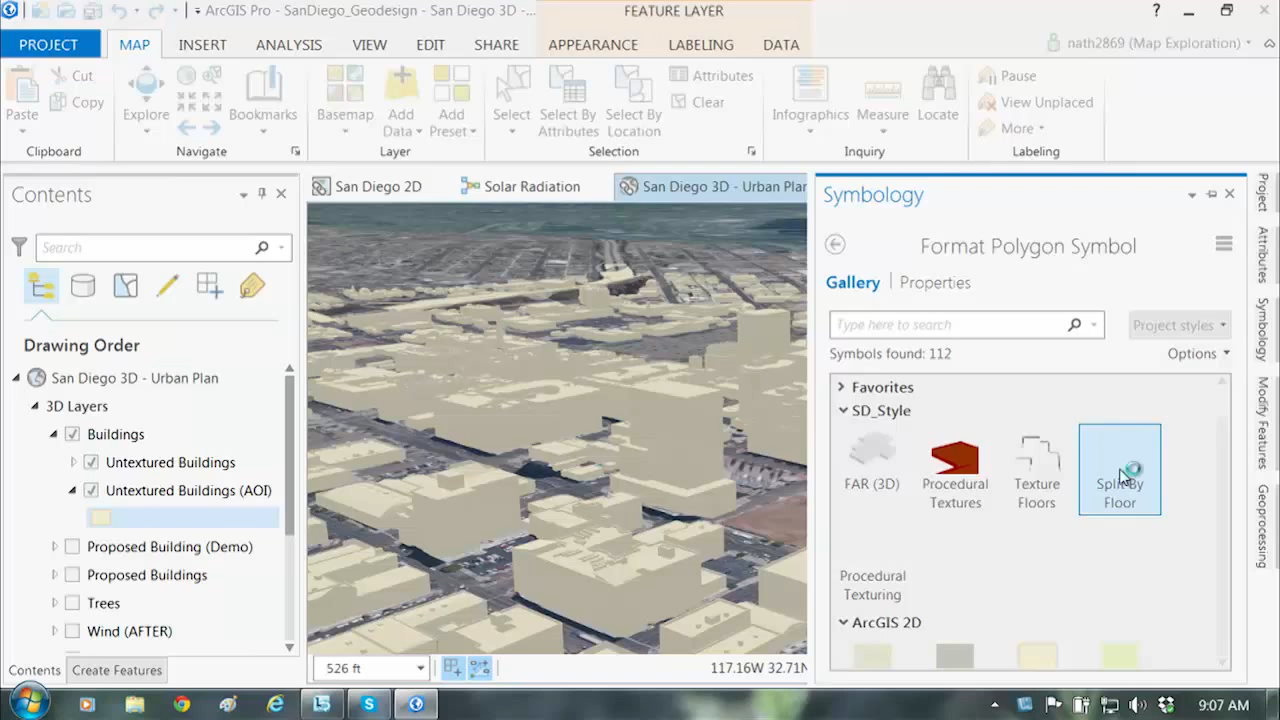 ArcGIS Pro - SanDiego_Geodesign - San Diego 3D -...
FEATURE LAYER
?
PROJECT
MAP
INSERT
ANALYSIS
VIEW
EDIT
SHARE
APPEARANCE
LABELING
DATA
nath2869 (Map Exploration)
Paste
Cut
Copy
Clipboard
Explore
Bookmarks
Navigate
Basemap
Add
Data
Add
Preset
Layer
Select
Select By
Attributes
Select By
Location
Attributes
Clear
Selection
Infographics
Measure
Locate
Inquiry
Pause
View Unplaced
More
Labeling
Contents
Search
Drawing Order
San Diego 3D - Urban Plan
3D Layers
Buildings
Untextured Buildings
Untextured Buildings (AOI)
Proposed Building (Demo)
Proposed Buildings
Trees
Wind (AFTER)
Contents
Create Features
San Diego 2D
Solar Radiation
San Diego 3D - Urban Plan
526 ft
117.16W 32.71N
Symbology
Format Polygon Symbol
Gallery
Properties
Type here to search
Project styles
Symbols found: 112
Options
Favorites
SD_Style
FAR (3D)
Procedural
Textures
Texture
Floors
Split By
Floor
Procedural
Texturing
ArcGIS 2D
Project
Attributes
Symbology
Modify Features
Geoprocessing
9:07 AM